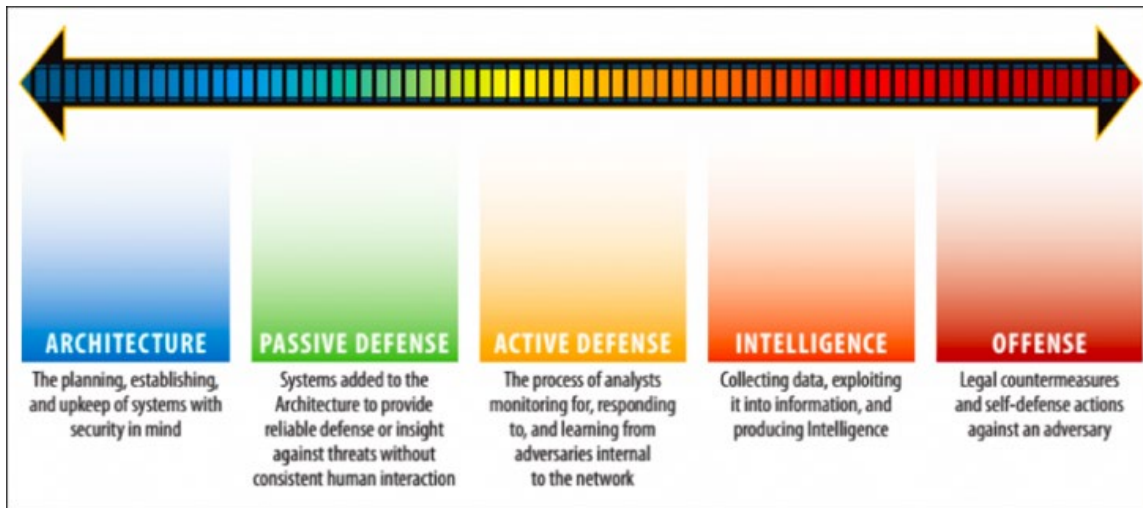 ARCHITECTURE
The planning, establishing,
and upkeep of systems with
security in mind
PASSIVE DEFENSE
Systems added to the
Architecture to provide
reliable defense or insight
against threats without
consistent human interaction
ACTIVE DEFENSE
The process of analysts
monitoring for, responding
to, and learning from
adversaries internal
to the network
INTELLIGENCE
Collecting data, exploiting
it into information, and
producing Intelligence
OFFENSE
Legal countermeasures
and self-defense actions
against an adversary